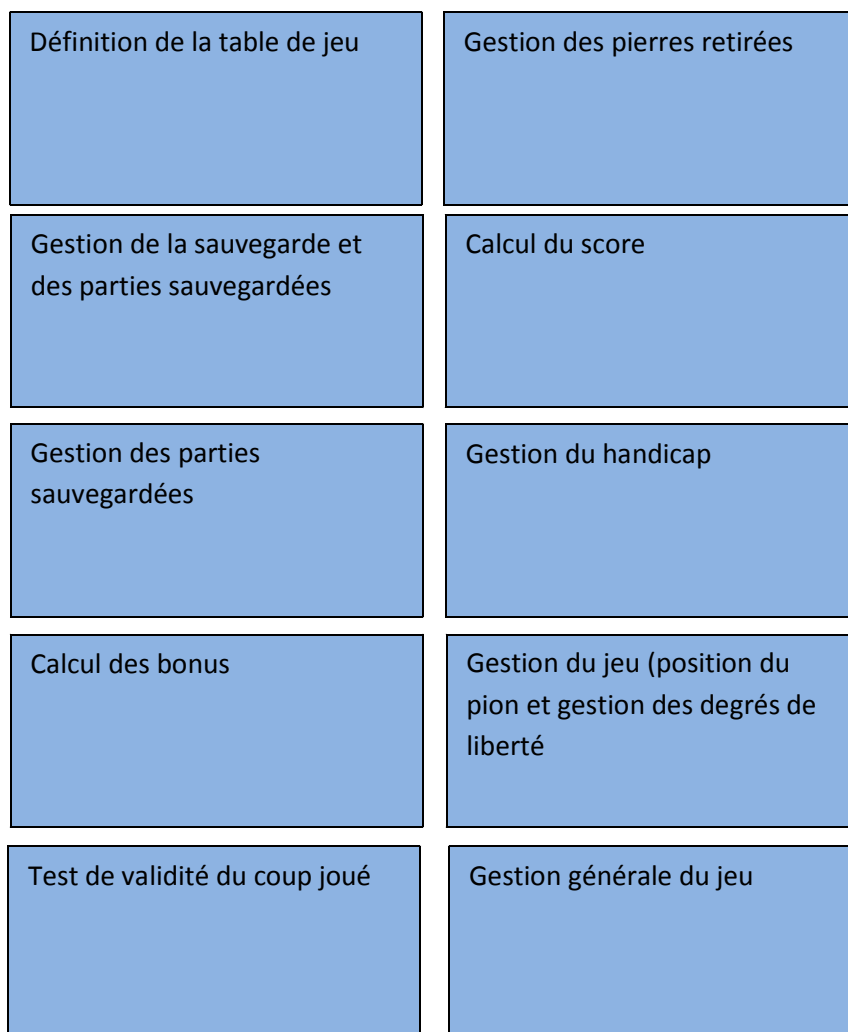 Définition de la table de jeu
Gestion des pierres retirées
Gestion de la sauvegarde et
des parties sauvegardées
Calcul du score
Gestion des parties
sauvegardées
Gestion du handicap
Calcul des bonus
Gestion du jeu (position du
pion et gestion des degrés de
liberté
Test de validité du coup joué
Gestion générale du jeu